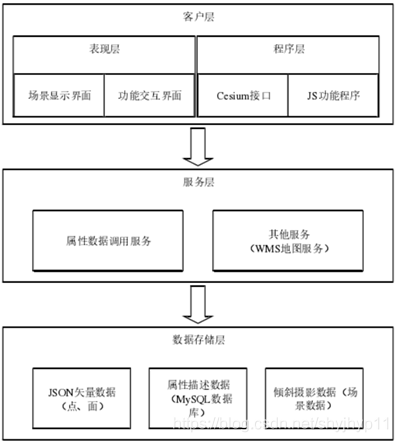 客户层
表现层
程序层
场景显示界面
功能交互界面
Cesium接口
JS功能程序
服务层
属性数据调用服务
其他服务
(WMS地图服务)
数据存储层
JSON矢量数据
(点、面)
属性描述数据
(MySQL数据
库)
倾斜摄影数据(场
景数据)